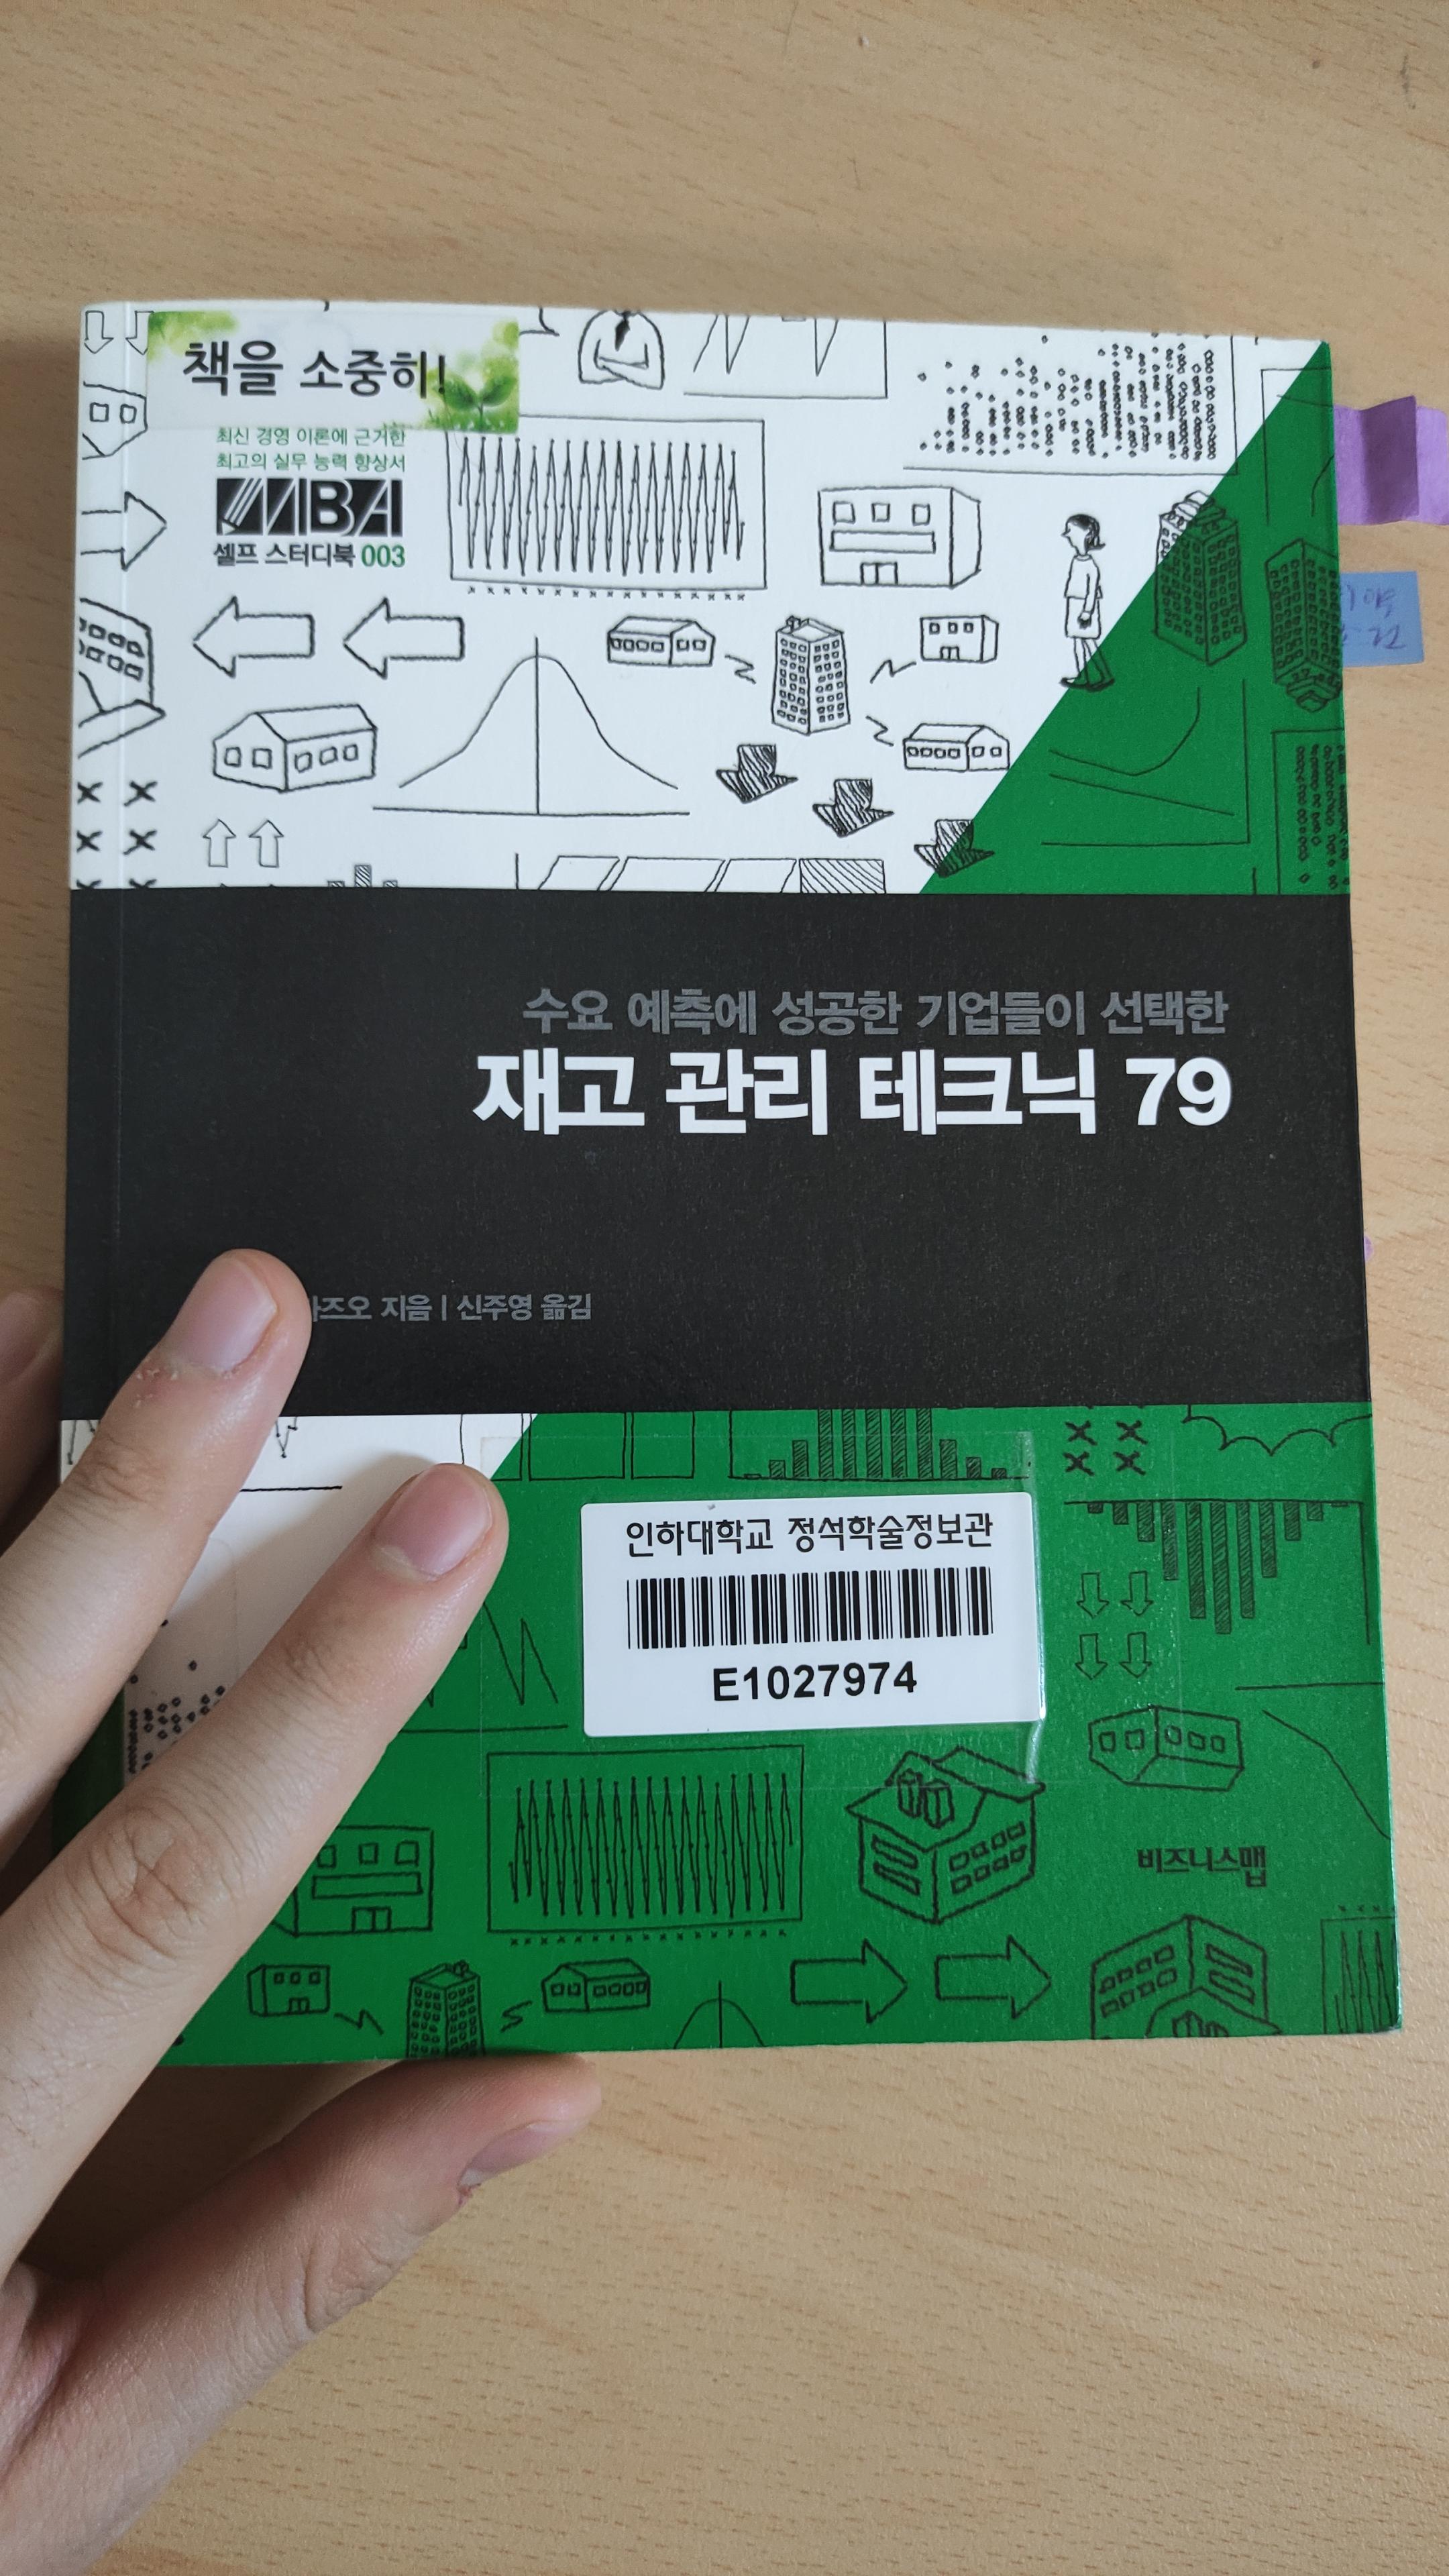 책을 소중히!
최신 경영 이론에 근거한
최고의 실무 능력 향상서
MBA
셀프 스터디북 003
수요 예측에 성공한 기업들이 선택한
재고 관리 테크닉 79
지음 | 신주영 옮김
인하대학교 정석학술정보관
E1027974
비즈니스맵